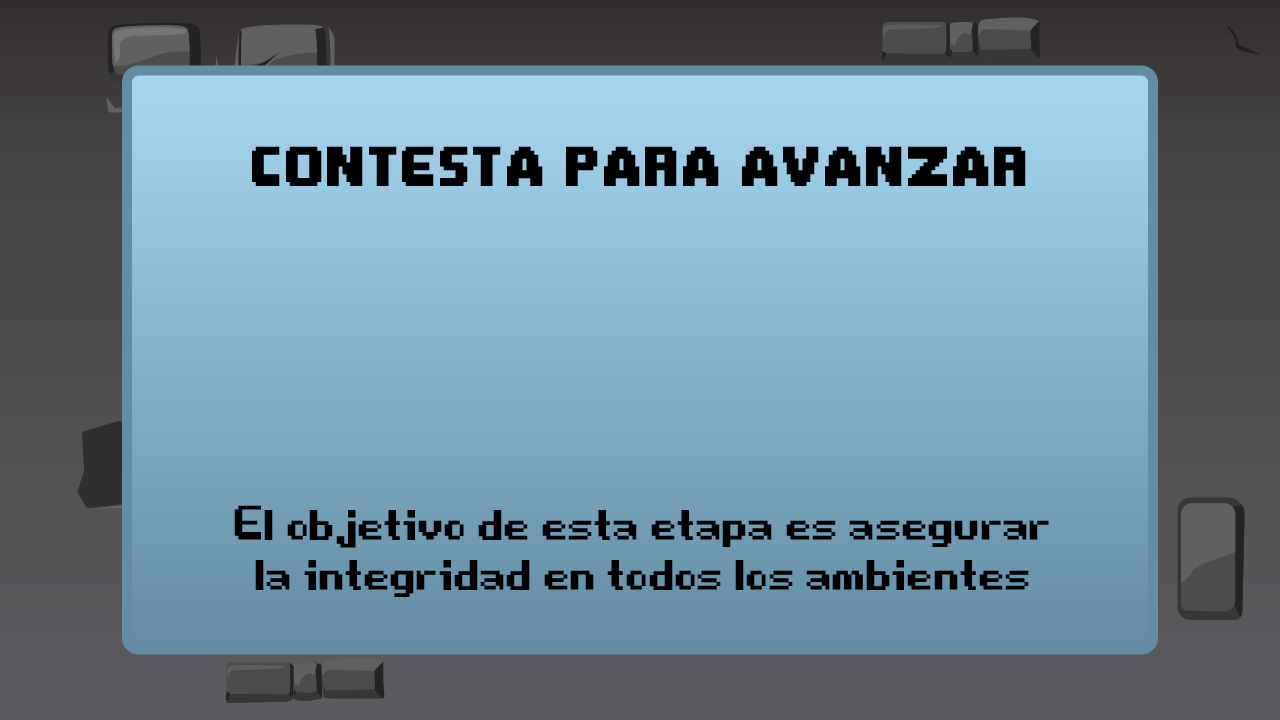 CONTESTA PARA AVANZAR
El objetivo de esta etapa es asegurar
la integridad en todos los ambientes